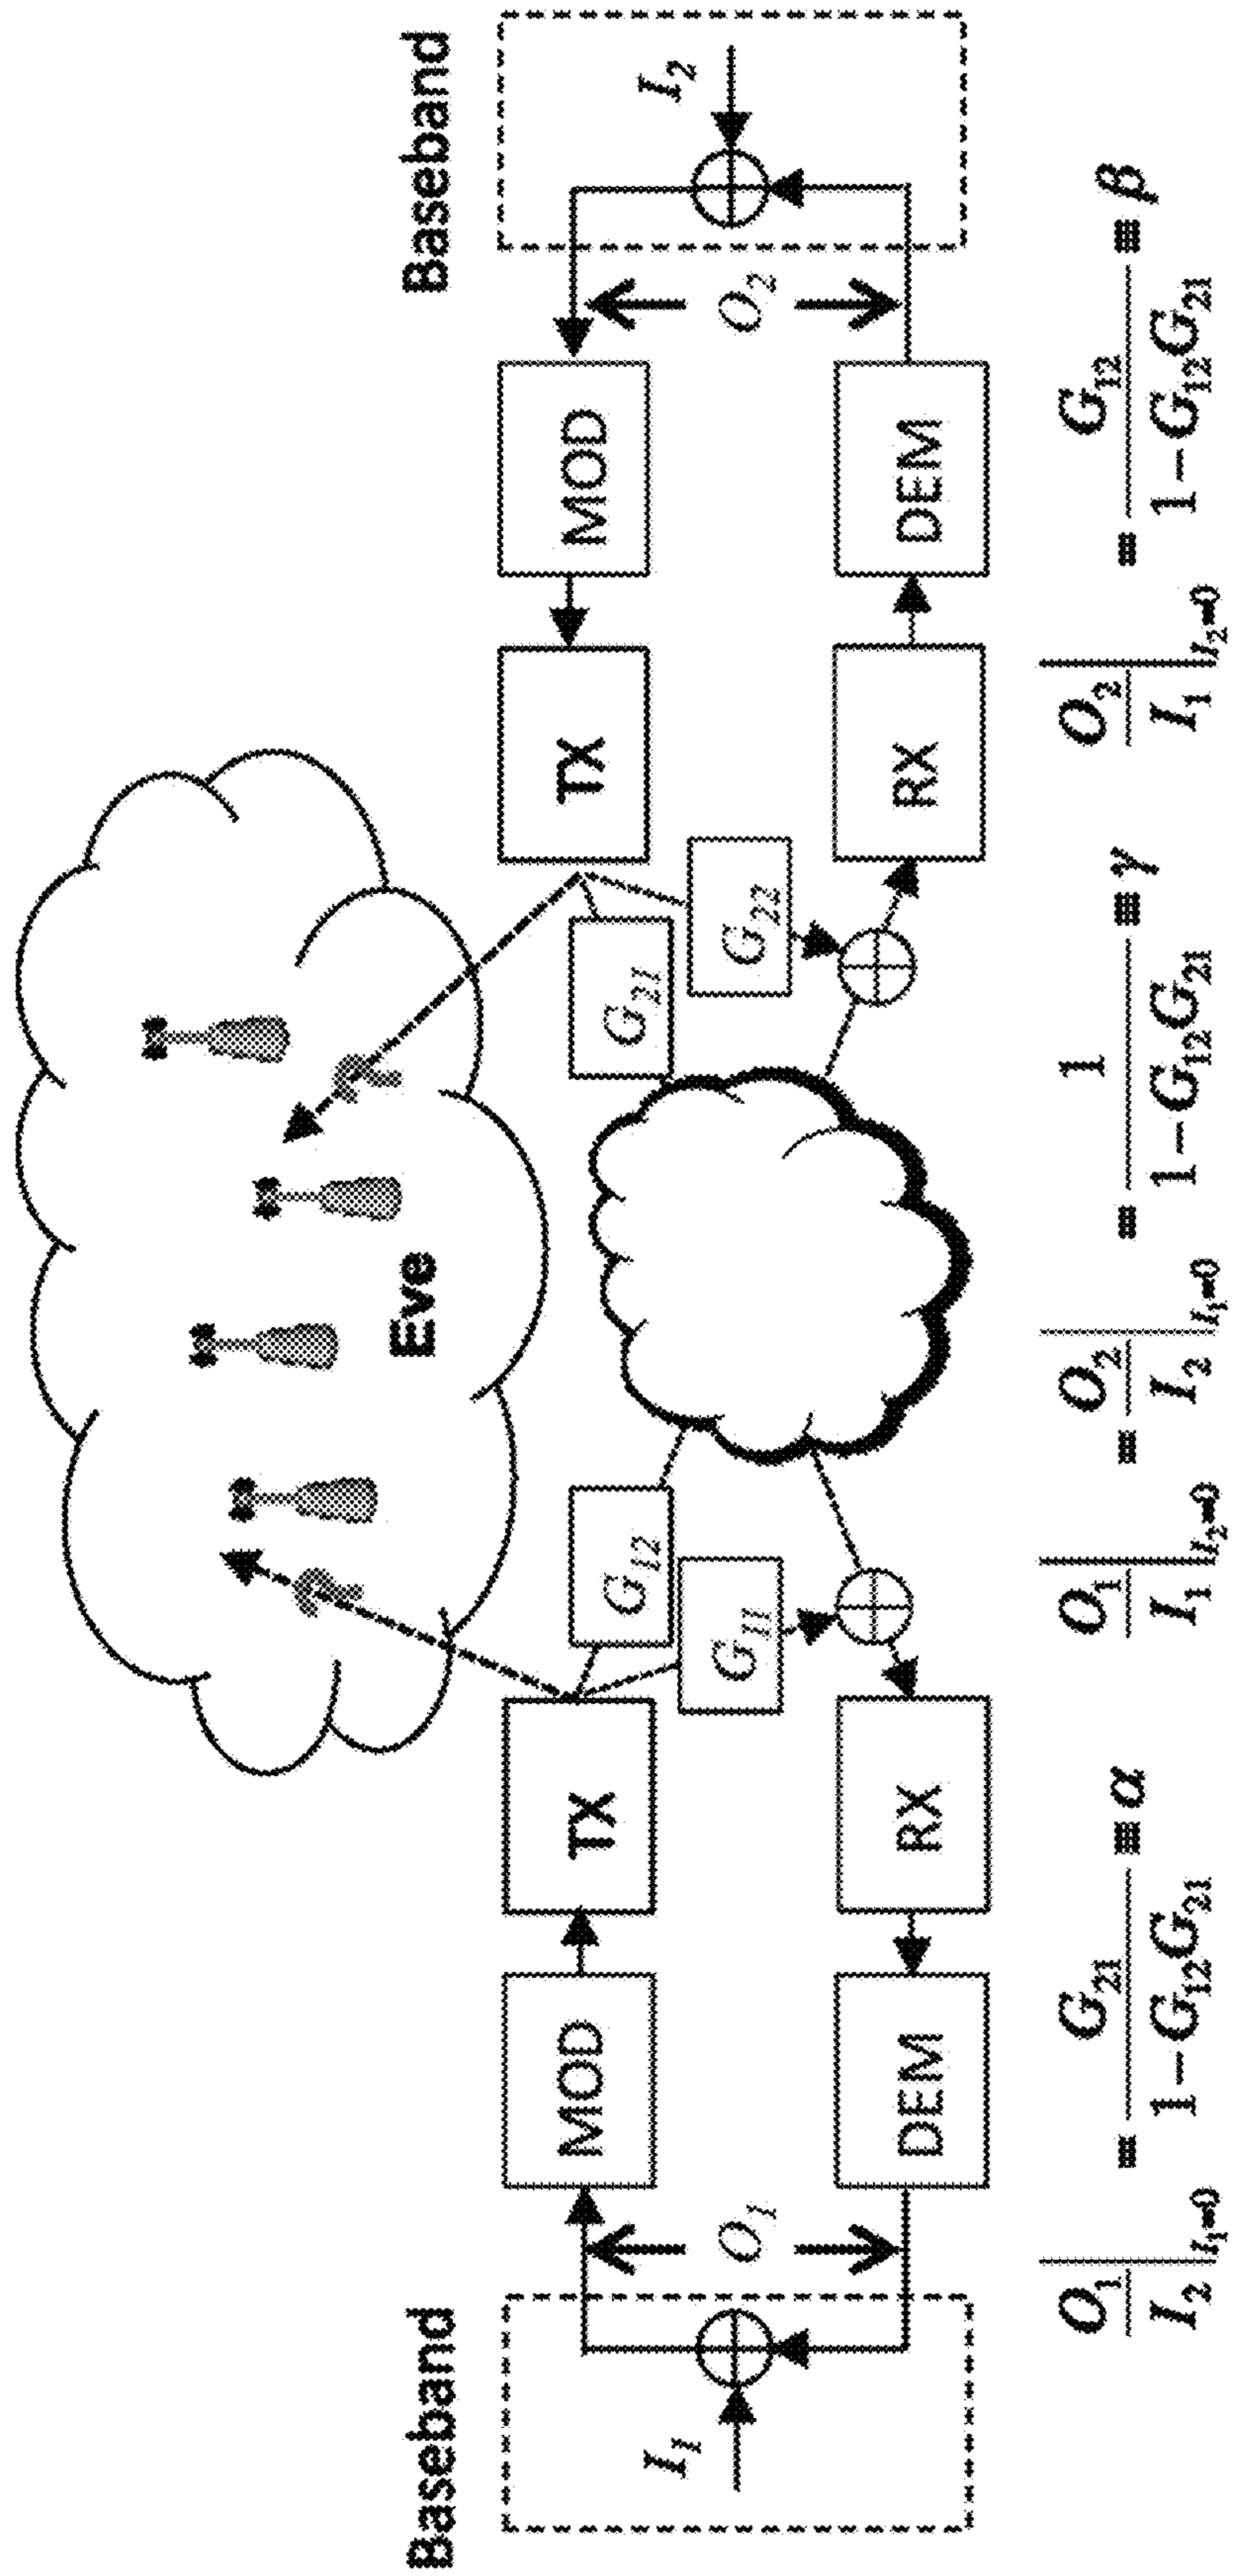 Baseband
Baseband
Eve
I₁
O₁
MOD
TX
G₁₂
G₁₁
G₂₁
G₂₂
TX
MOD
O₂
I₂
DEM
RX
RX
DEM
O₁/I₂|I₁=0 = G₂₁/(1−G₁₂G₂₁) ≡ α
O₁/I₁|I₂=0 = O₂/I₂|I₁=0 = 1/(1−G₁₂G₂₁) ≡ γ
O₂/I₁|I₂=0 = G₁₂/(1−G₁₂G₂₁) ≡ β